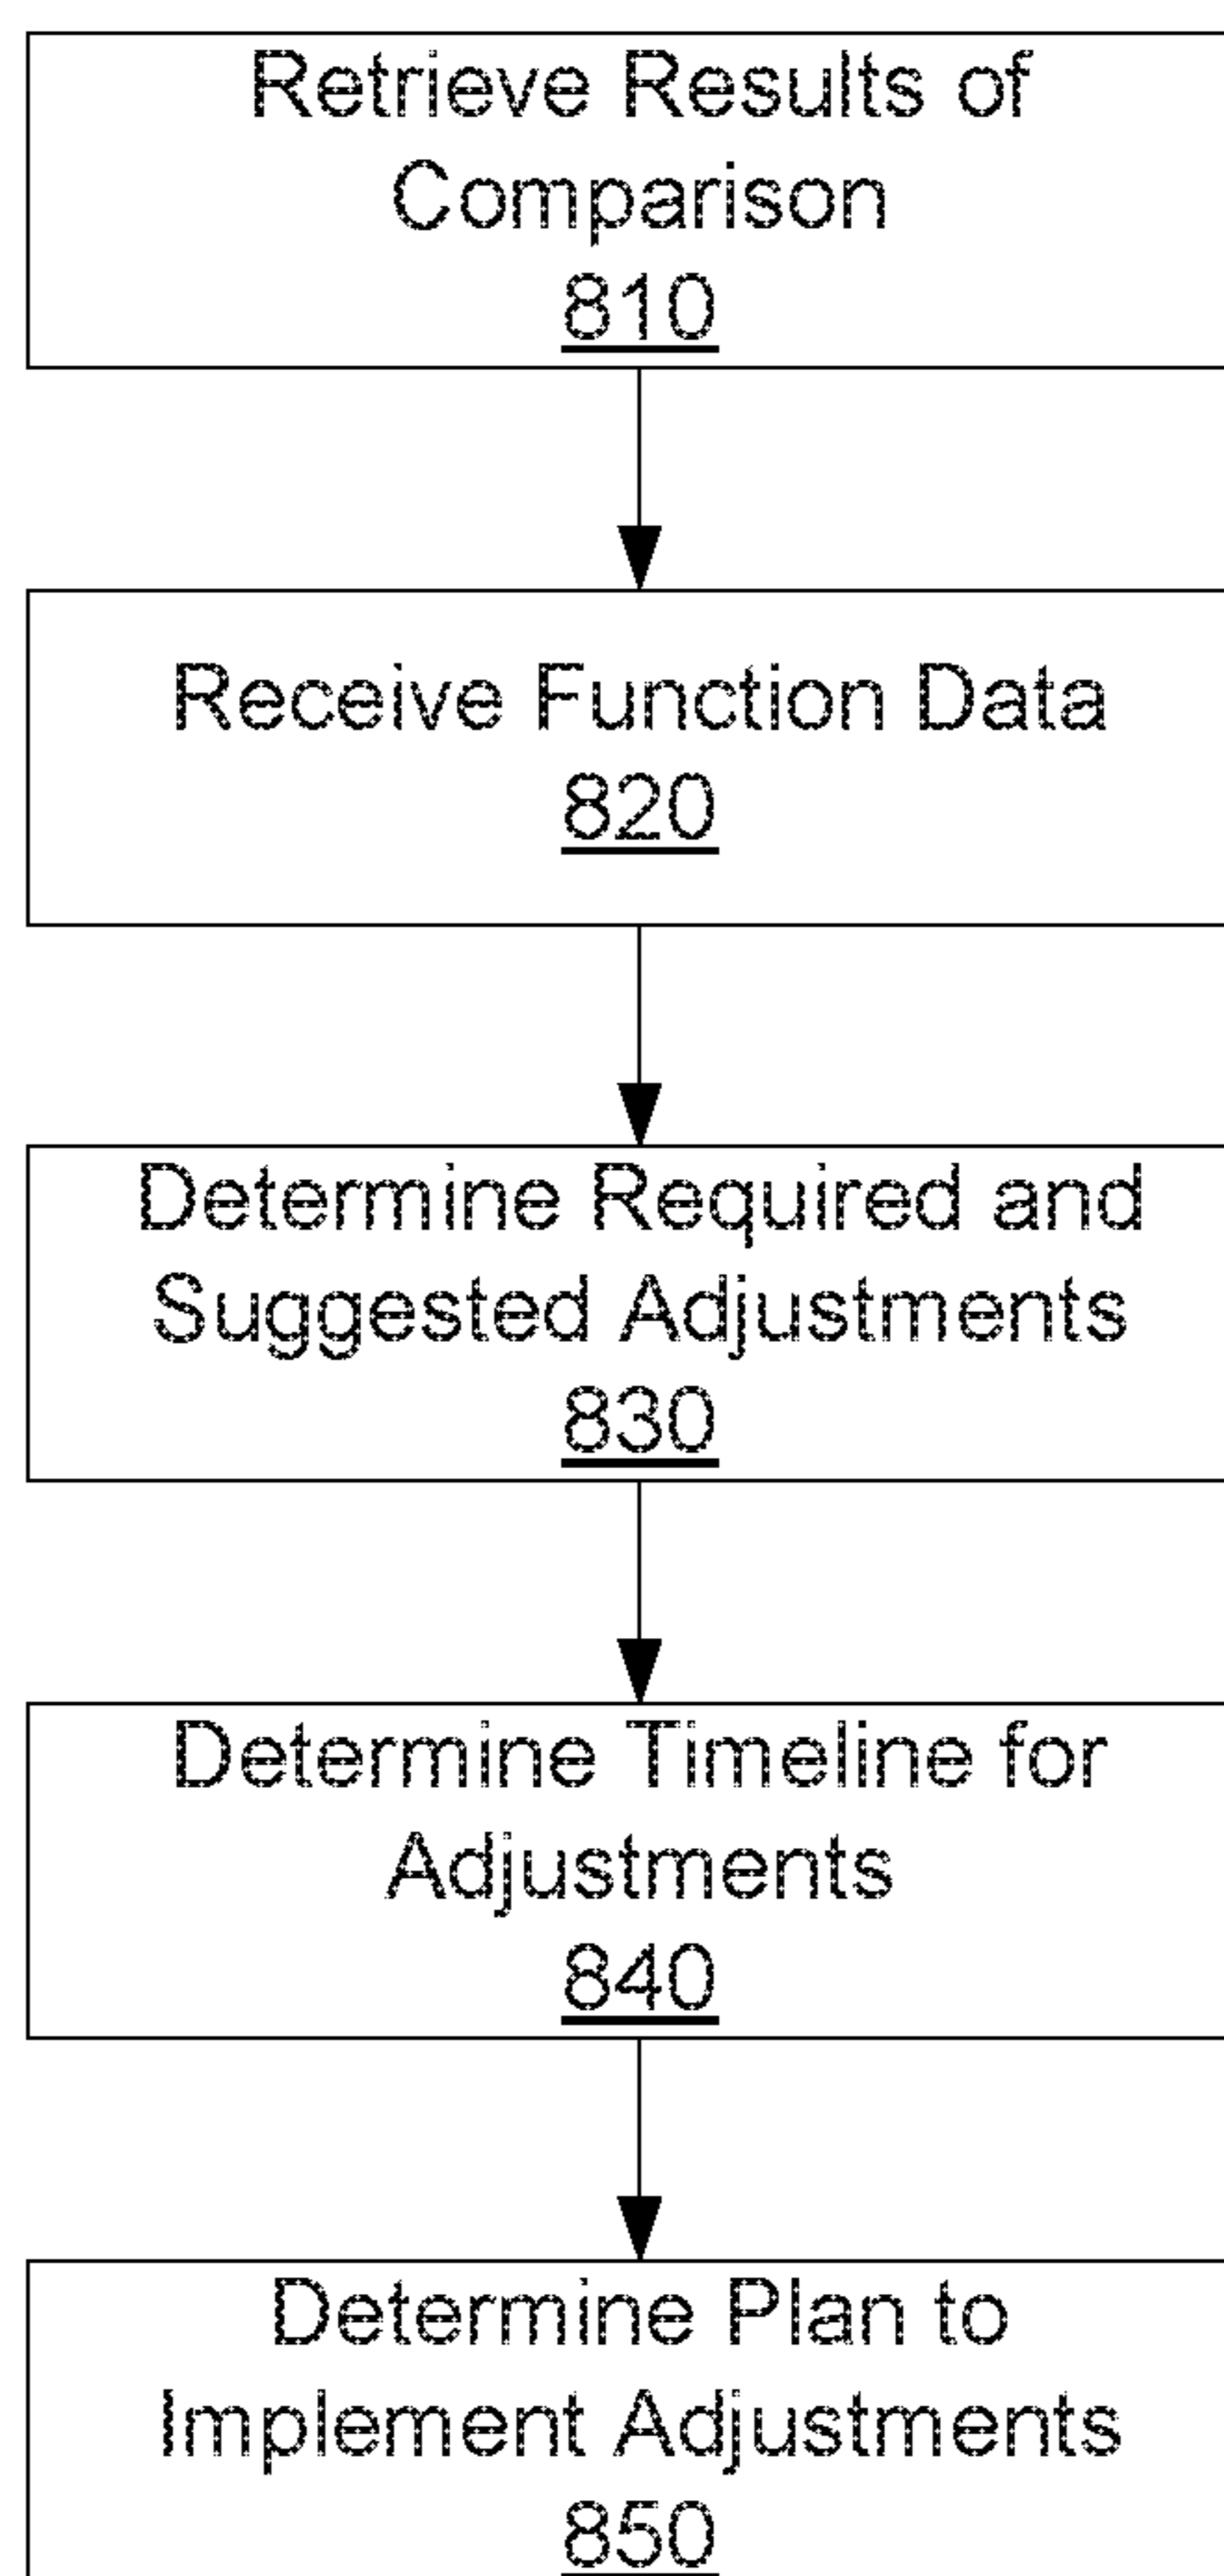 Retrieve Results of
Comparison
810
Receive Function Data
820
Determine Required and
Suggested Adjustments
830
Determine Timeline for
Adjustments
840
Determine Plan to
Implement Adjustments
850